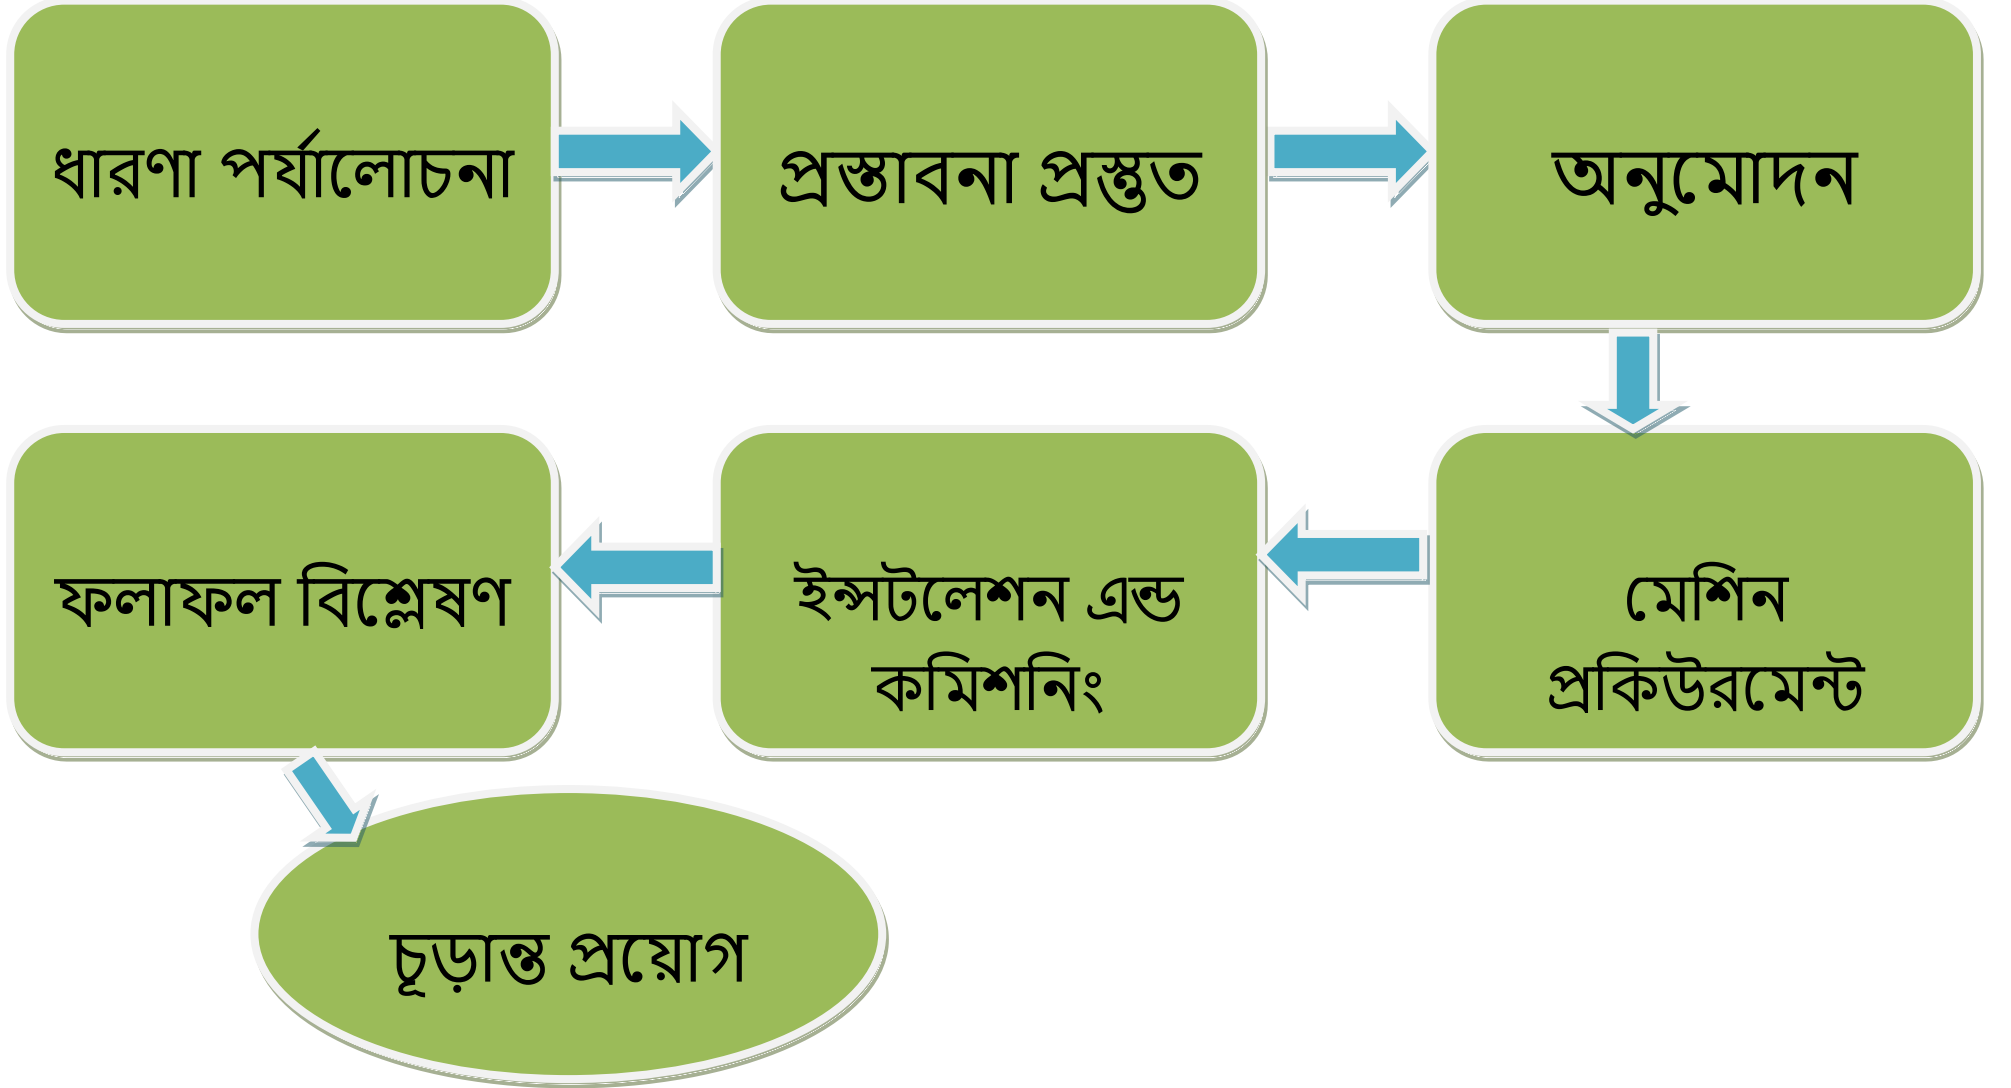 ধারণা পর্যালোচনা
প্রস্তাবনা প্রস্তুত
অনুমোদন
মেশিন
প্রকিউরমেন্ট
ইন্সটলেশন এন্ড
কমিশনিং
ফলাফল বিশ্লেষণ
চূড়ান্ত প্রয়োগ